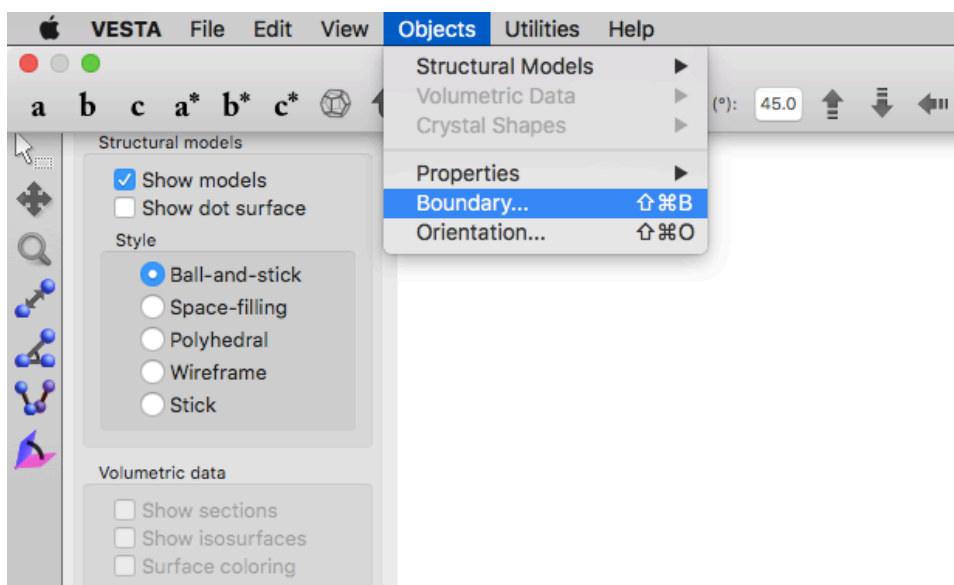 VESTA File Edit View Objects Utilities Help
Structural Models
Volumetric Data
Crystal Shapes
Properties
Boundary... ⇧⌘B
Orientation... ⇧⌘O
a b c a* b* c* (°): 45.0
Structural models
Show models
Show dot surface
Style
Ball-and-stick
Space-filling
Polyhedral
Wireframe
Stick
Volumetric data
Show sections
Show isosurfaces
Surface coloring